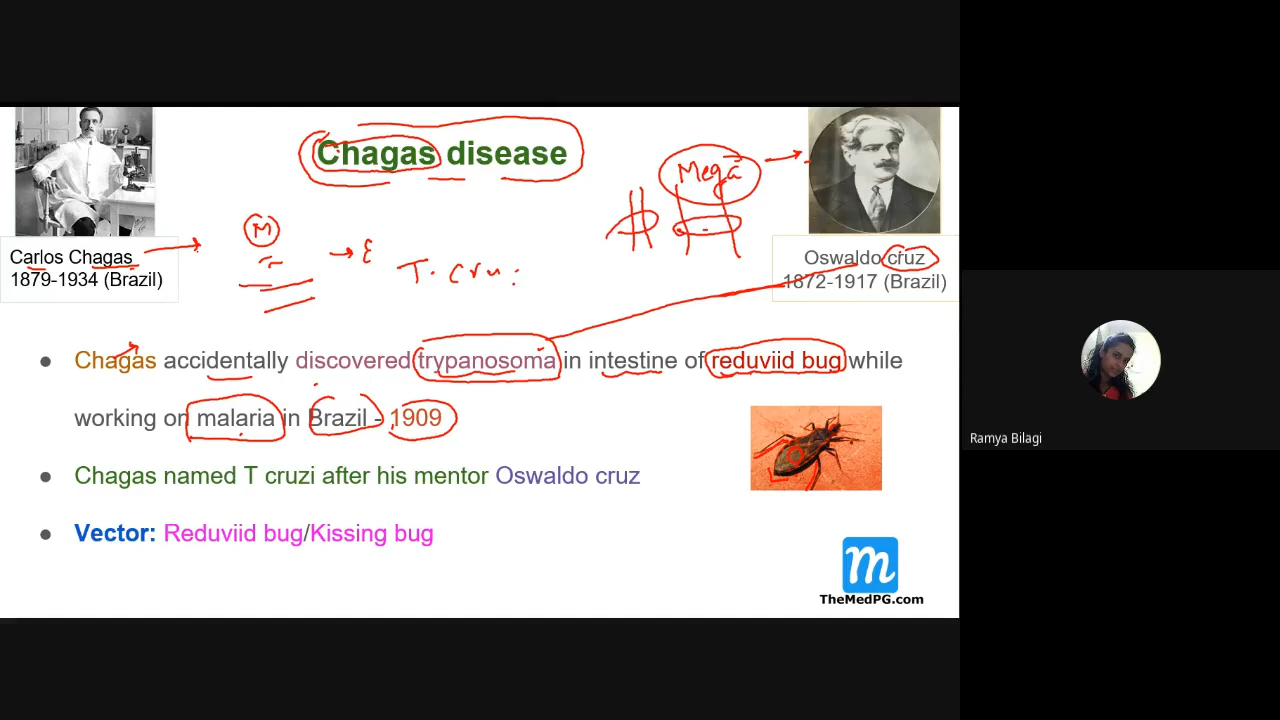 Chagas disease
Megā
M
Carlos Chagas
1879-1934 (Brazil)
T. Cru
Oswaldo cruz
1872-1917 (Brazil)
Chagas accidentally discovered trypanosoma in intestine of reduviid bug while
working on malaria in Brazil - 1909
Chagas named T cruzi after his mentor Oswaldo cruz
Vector: Reduviid bug/Kissing bug
m
TheMedPG.com
Ramya Bilagi